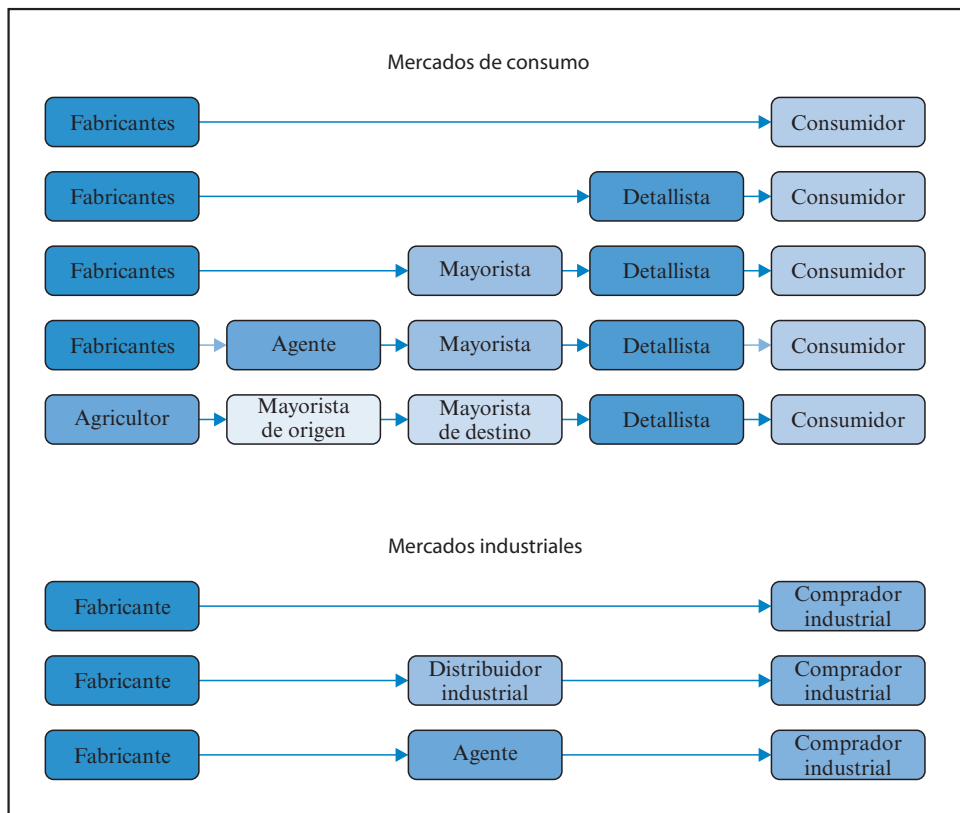 Mercados de consumo
Fabricantes Consumidor
Fabricantes Detallista Consumidor
Fabricantes Mayorista Detallista Consumidor
Fabricantes Agente Mayorista Detallista Consumidor
Agricultor Mayorista de origen Mayorista de destino Detallista Consumidor
Mercados industriales
Fabricante Comprador industrial
Fabricante Distribuidor industrial Comprador industrial
Fabricante Agente Comprador industrial